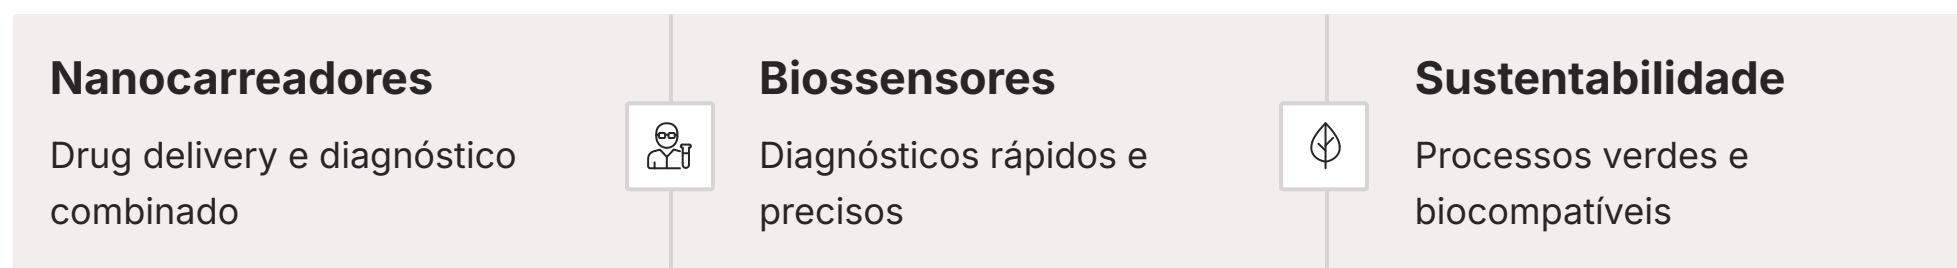 Nanocarreadores
Drug delivery e diagnóstico
combinado
Biossensores
Diagnósticos rápidos e
precisos
Sustentabilidade
Processos verdes e
biocompatíveis